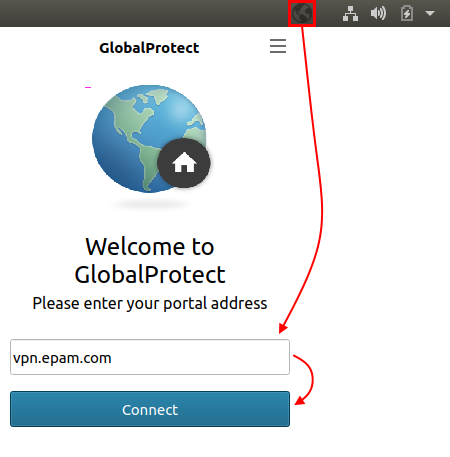 GlobalProtect
Welcome to
GlobalProtect
Please enter your portal address
vpn.epam.com
Connect